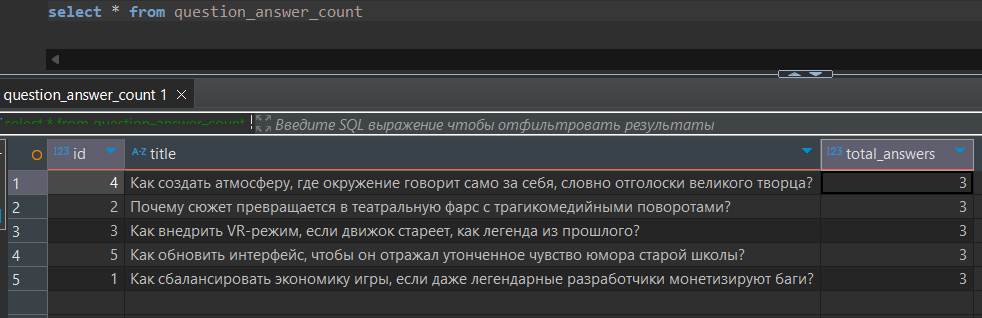 select * from question_answer_count
question_answer_count 1
select * from question_answer_count Введите SQL выражение чтобы отфильтровать результаты
123 id A-Z title 123 total_answers
1 4 Как создать атмосферу, где окружение говорит само за себя, словно отголоски великого творца? 3
2 2 Почему сюжет превращается в театральную фарс с трагикомедийными поворотами? 3
3 3 Как внедрить VR-режим, если движок стареет, как легенда из прошлого? 3
4 5 Как обновить интерфейс, чтобы он отражал утонченное чувство юмора старой школы? 3
5 1 Как сбалансировать экономику игры, если даже легендарные разработчики монетизируют баги? 3